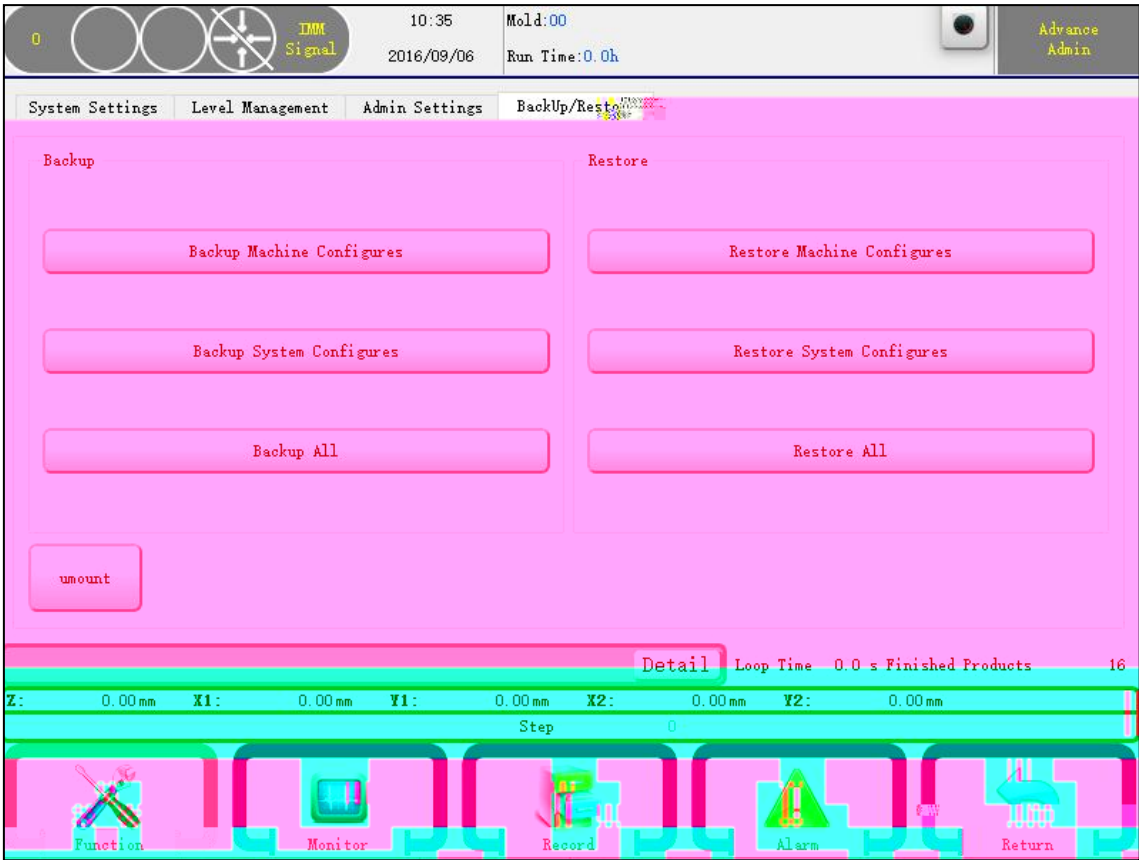 0 IMM 10:35 Mold:00 Advance
Signal 2016/09/06 Run Time:0.0h Admin
System Settings Level Management Admin Settings BackUp/Resto
Backup Restore
Backup Machine Configures Restore Machine Configures
Backup System Configures Restore System Configures
Backup All Restore All
umount
Detail Loop Time 0.0 s Finished Products 16
Z: 0.00mm X1: 0.00mm Y1: 0.00mm X2: 0.00mm Y2: 0.00mm
Step 0
Function Monitor Record Alarm Return